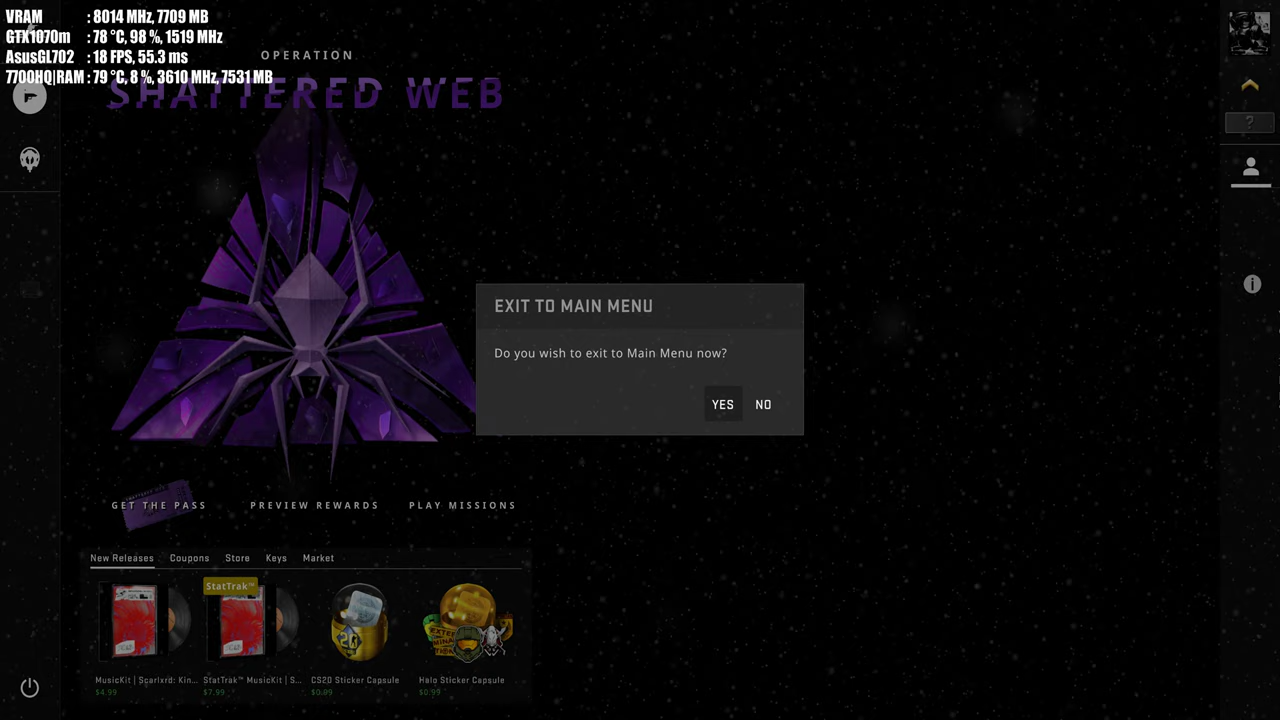 VRAM : 8014 MHz, 7709 MB
GTX1070m : 78 °C, 98 %, 1519 MHz
AsusGL702 : 18 FPS, 55.3 ms
7700HQ|RAM : 79 °C, 8 %, 3610 MHz, 7531 MB
OPERATION
SHATTERED WEB
EXIT TO MAIN MENU
Do you wish to exit to Main Menu now?
YES NO
GET THE PASS PREVIEW REWARDS PLAY MISSIONS
New Releases Coupons Store Keys Market
StatTrak™
MusicKit | Scarlxrd: Kin... StatTrak™ MusicKit | S... CS20 Sticker Capsule Halo Sticker Capsule
$4.99 $7.99 $0.99 $0.99